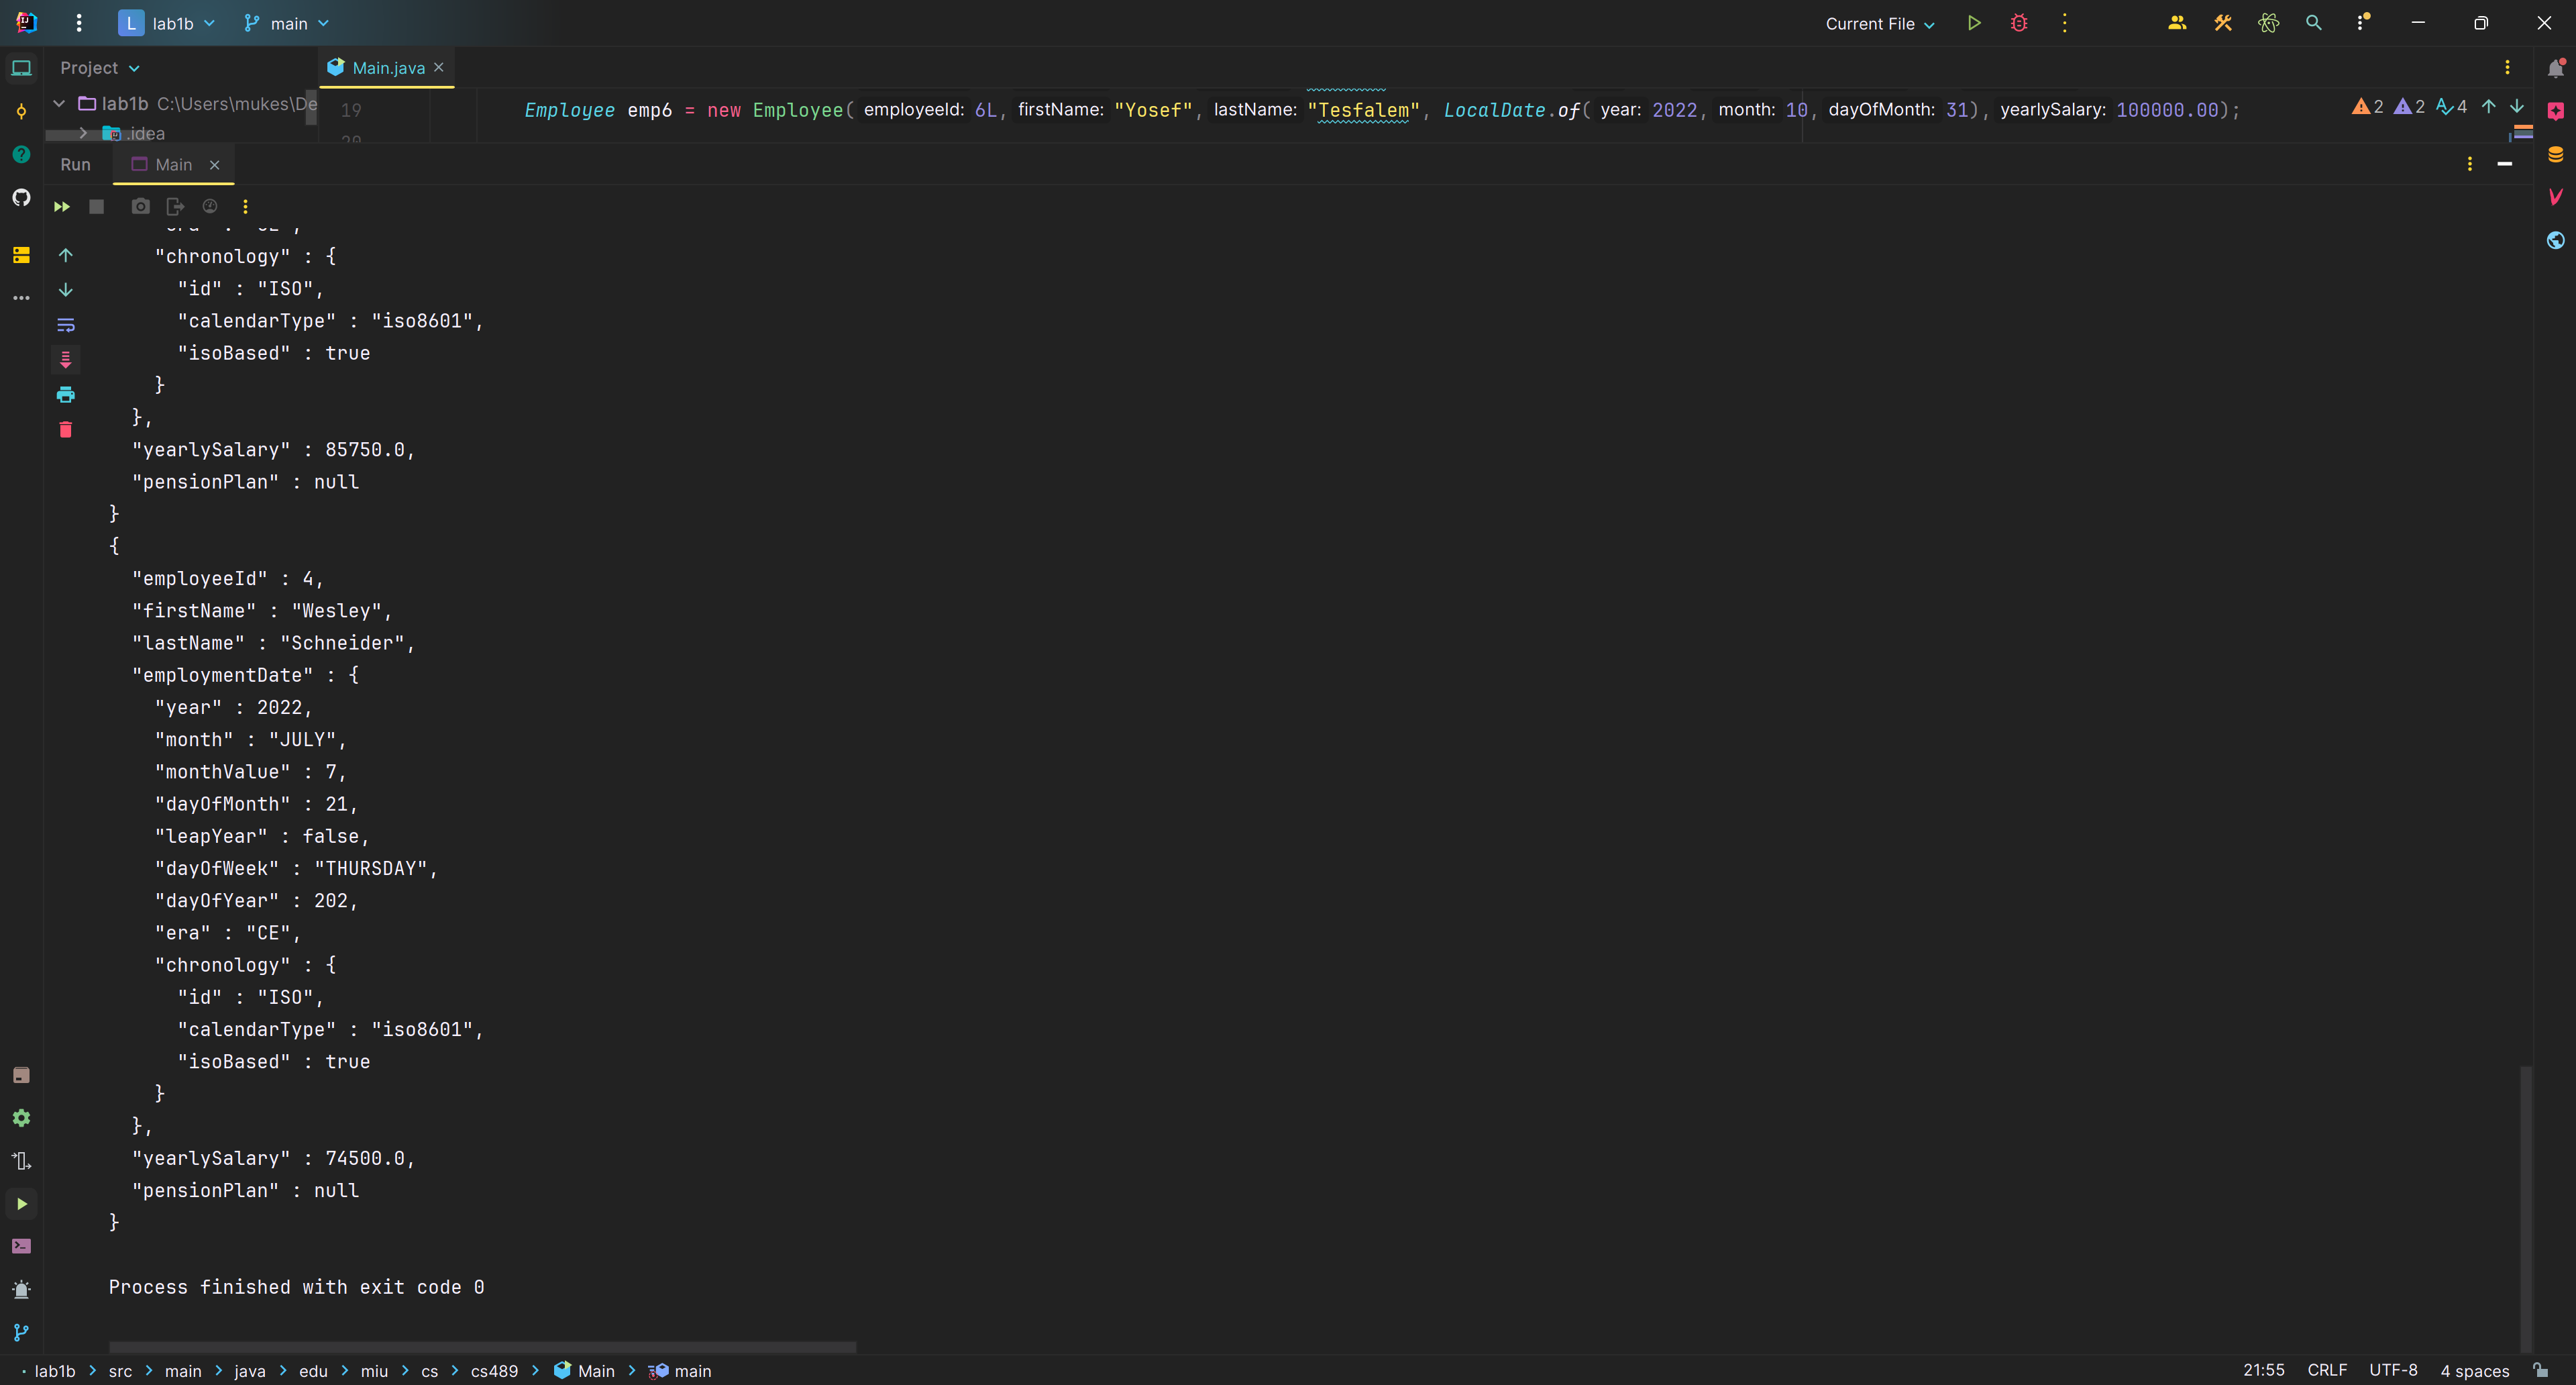 L lab1b main Current File
Project Main.java
lab1b C:\Users\mukes\De 19 Employee emp6 = new Employee( employeeId: 6L, firstName: "Yosef", lastName: "Tesfalem", LocalDate.of( year: 2022, month: 10, dayOfMonth: 31), yearlySalary: 100000.00); 2 2 4
.idea 20
Run Main
"chronology" : {
"id" : "ISO",
"calendarType" : "iso8601",
"isoBased" : true
}
},
"yearlySalary" : 85750.0,
"pensionPlan" : null
}
{
"employeeId" : 4,
"firstName" : "Wesley",
"lastName" : "Schneider",
"employmentDate" : {
"year" : 2022,
"month" : "JULY",
"monthValue" : 7,
"dayOfMonth" : 21,
"leapYear" : false,
"dayOfWeek" : "THURSDAY",
"dayOfYear" : 202,
"era" : "CE",
"chronology" : {
"id" : "ISO",
"calendarType" : "iso8601",
"isoBased" : true
}
},
"yearlySalary" : 74500.0,
"pensionPlan" : null
}
Process finished with exit code 0
lab1b > src > main > java > edu > miu > cs > cs489 > Main > main 21:55 CRLF UTF-8 4 spaces